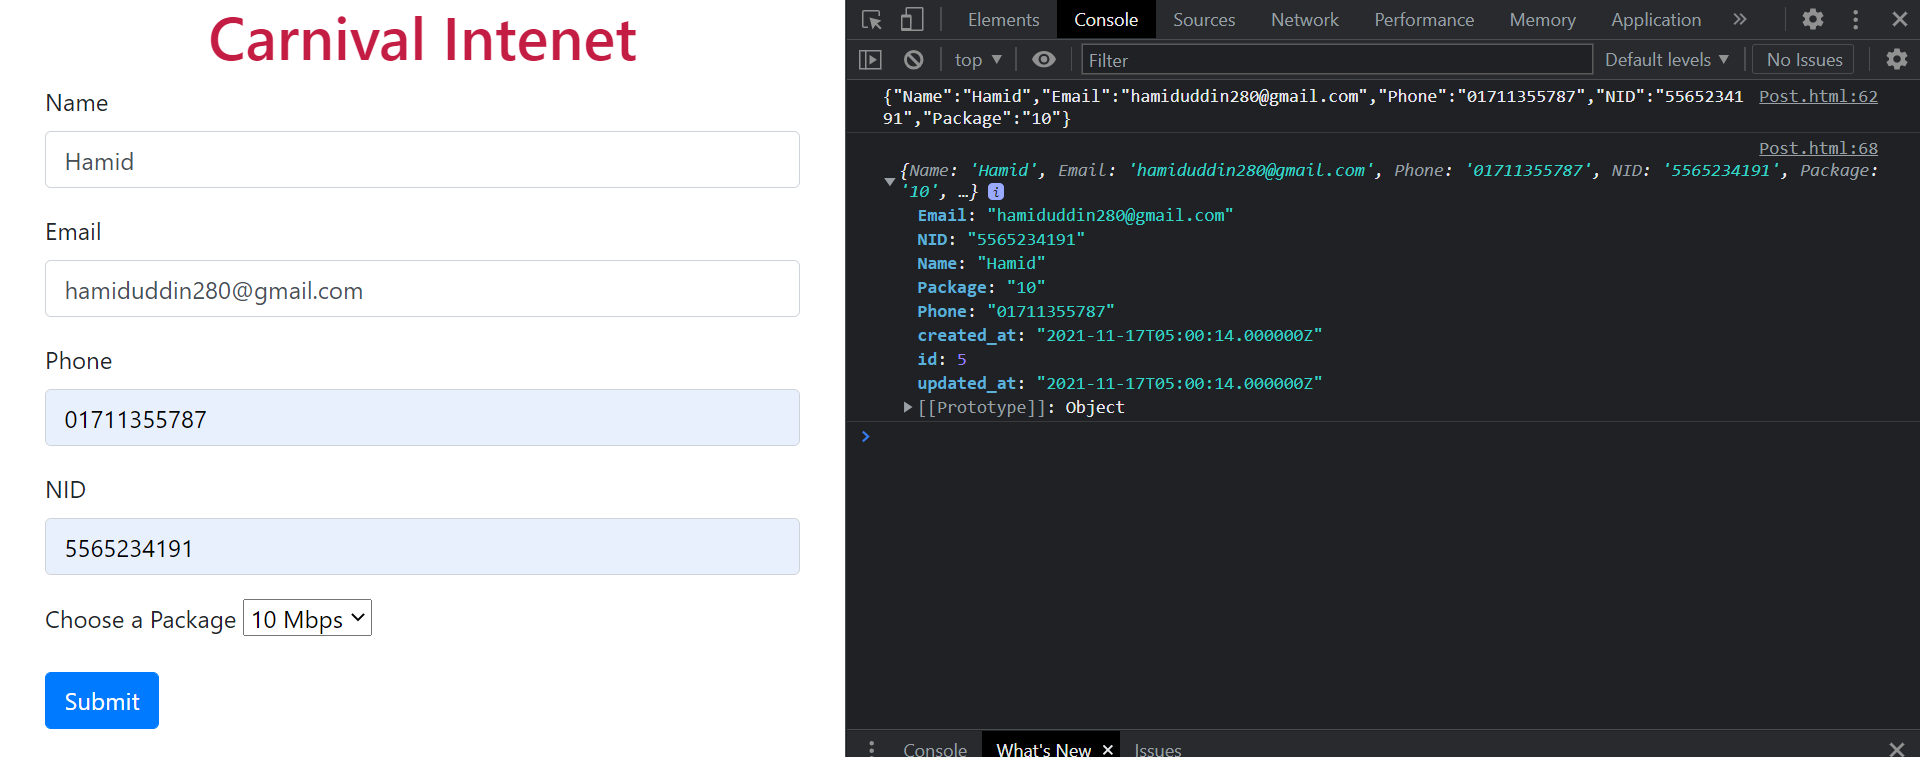 Carnival Intenet
Name
Hamid
Email
hamiduddin280@gmail.com
Phone
01711355787
NID
5565234191
Choose a Package 10 Mbps
Submit
Elements Console Sources Network Performance Memory Application »
top ▼ Filter Default levels ▼ No Issues
{"Name":"Hamid","Email":"hamiduddin280@gmail.com","Phone":"01711355787","NID":"55652341 Post.html:62
91","Package":"10"}
Post.html:68
{Name: 'Hamid', Email: 'hamiduddin280@gmail.com', Phone: '01711355787', NID: '5565234191', Package:
'10', …} i
Email: "hamiduddin280@gmail.com"
NID: "5565234191"
Name: "Hamid"
Package: "10"
Phone: "01711355787"
created_at: "2021-11-17T05:00:14.000000Z"
id: 5
updated_at: "2021-11-17T05:00:14.000000Z"
[[Prototype]]: Object
Console What's New × Issues